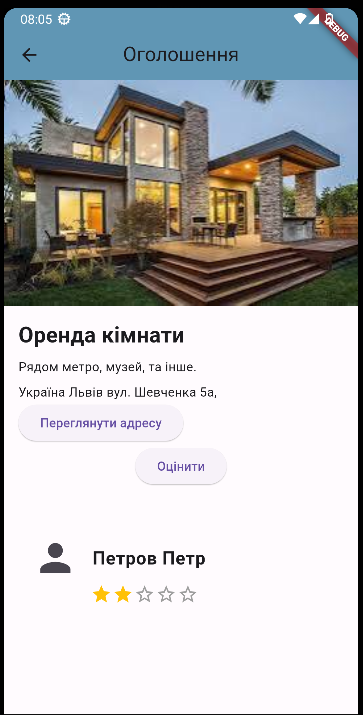 08:05
DEBUG
Оголошення
Оренда кімнати
Рядом метро, музей, та інше.
Україна Львів вул. Шевченка 5а,
Переглянути адресу
Оцінити
Петров Петр